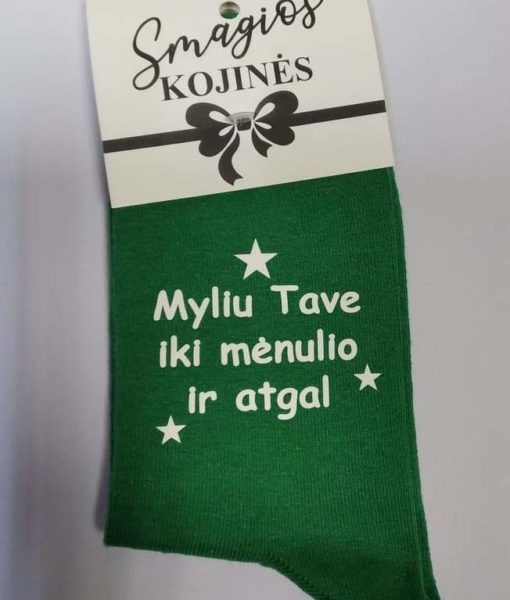 Smagios
KOJINĖS
Myliu Tave
iki mėnulio
ir atgal